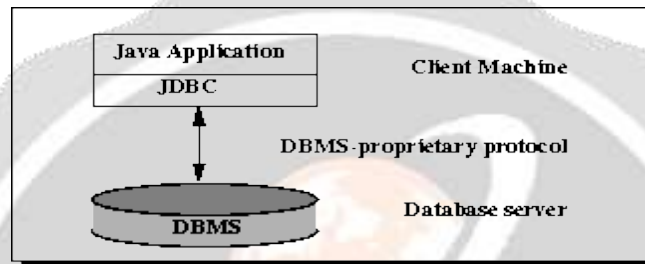 Java Application
Client Machine
JDBC
DBMS-proprietary protocol
Database server
DBMS